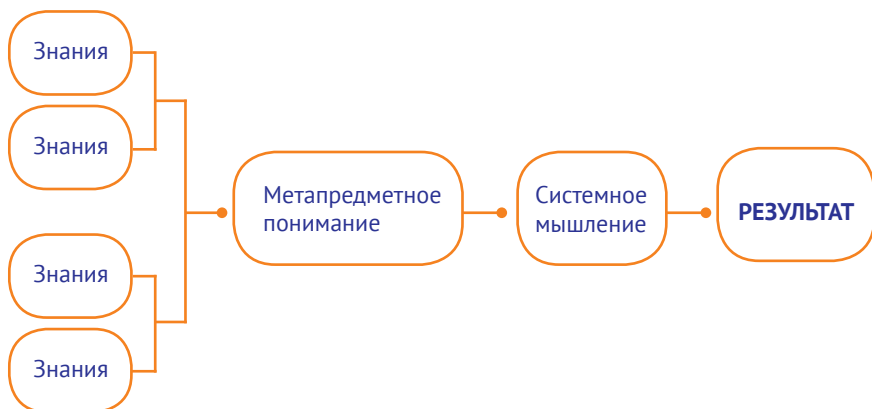 Знания
Знания
Знания
Знания
Метапредметное
понимание
Системное
мышление
РЕЗУЛЬТАТ